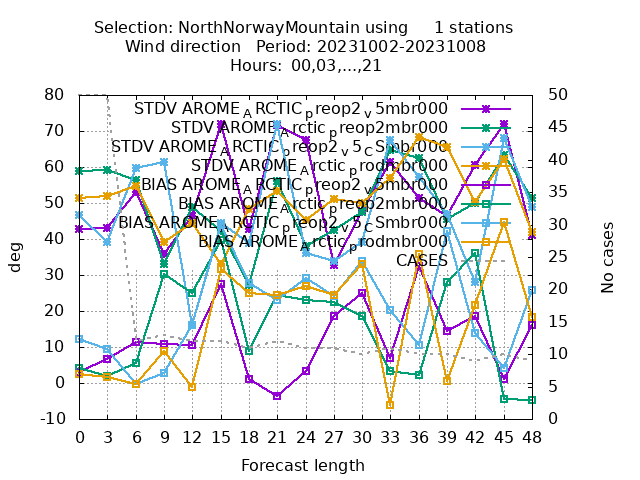 Selection: NorthNorwayMountain using 1 stations
Wind direction Period: 20231002-20231008
Hours: 00,03,...,21
STDV AROME_ARCTIC_preop2_v5mbr000
STDV AROME_Arctic_preop2mbr000
STDV AROME_ARCTIC_preop2_v5_CSmbr000
STDV AROME_Arctic_prodmbr000
BIAS AROME_ARCTIC_preop2_v5mbr000
BIAS AROME_Arctic_preop2mbr000
BIAS AROME_ARCTIC_preop2_v5_CSmbr000
BIAS AROME_Arctic_prodmbr000
CASES
deg
80
70
60
50
40
30
20
10
0
-10
No cases
50
45
40
35
30
25
20
15
10
5
0
0 3 6 9 12 15 18 21 24 27 30 33 36 39 42 45 48
Forecast length